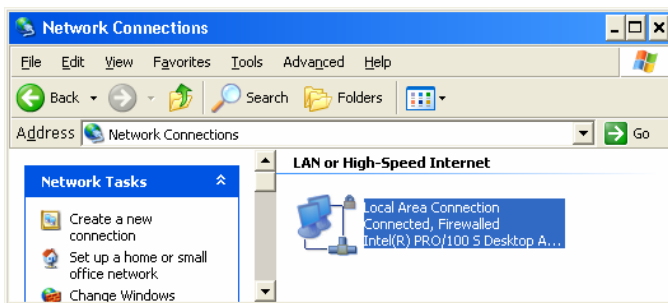 Network Connections
File Edit View Favorites Tools Advanced Help
Back Search Folders
Address Network Connections Go
Network Tasks
Create a new
connection
Set up a home or small
office network
Change Windows
LAN or High-Speed Internet
Local Area Connection
Connected, Firewalled
Intel(R) PRO/100 S Desktop A...